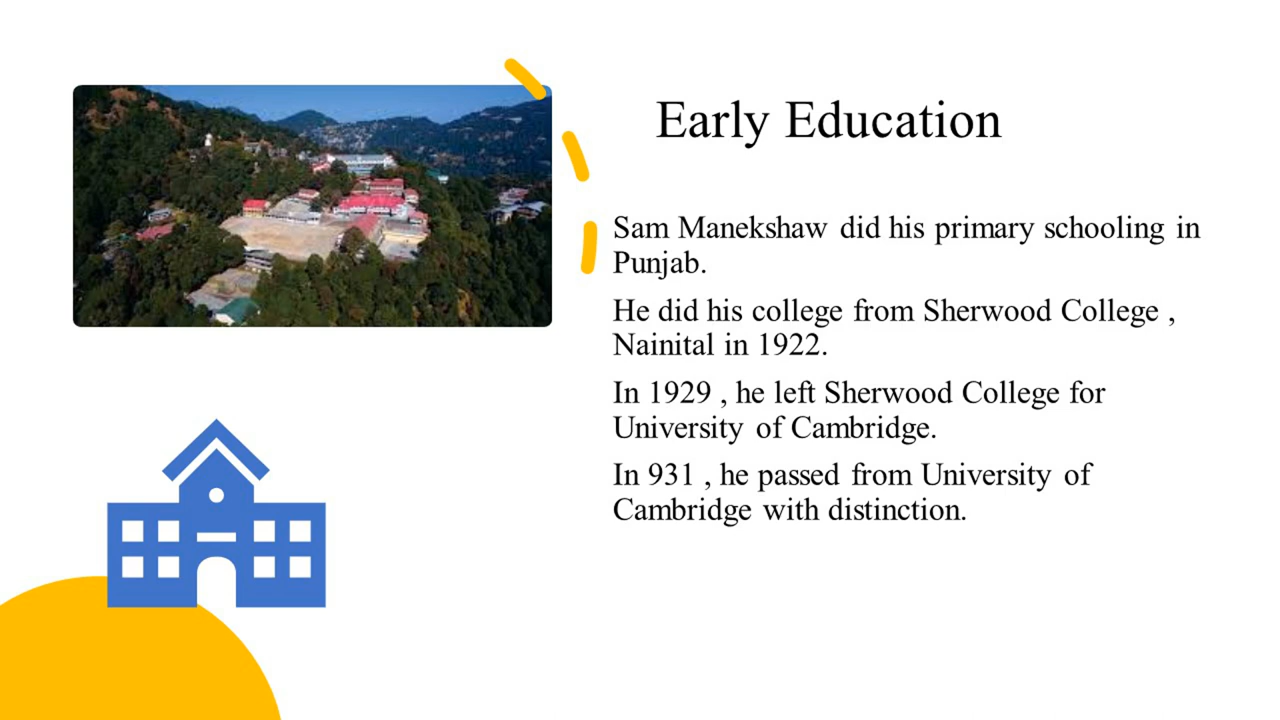 Early Education
Sam Manekshaw did his primary schooling in
Punjab.
He did his college from Sherwood College ,
Nainital in 1922.
In 1929 , he left Sherwood College for
University of Cambridge.
In 931 , he passed from University of
Cambridge with distinction.